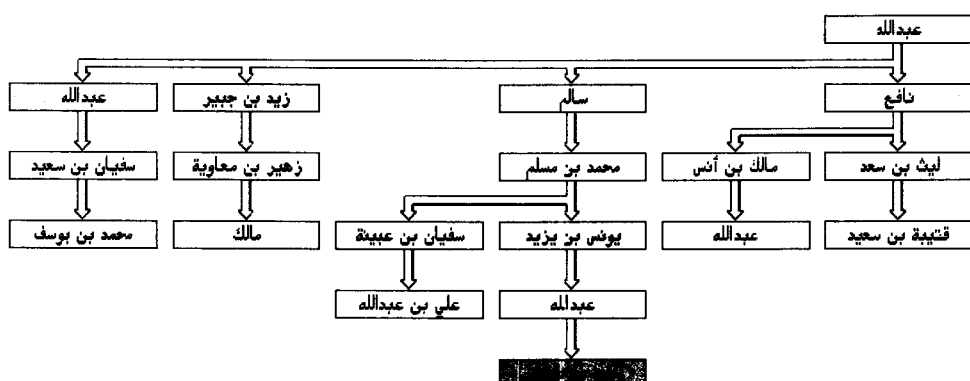 عبدالله
نافع
سالم
زيد بن جبير
عبدالله
ليث بن سعد
مالك بن أنس
محمد بن مسلم
زهير بن معاوية
سفيان بن سعيد
قتيبة بن سعيد
عبدالله
يونس بن يزيد
سفيان بن عيينة
مالك
محمد بن يوسف
عبدالله
علي بن عبدالله